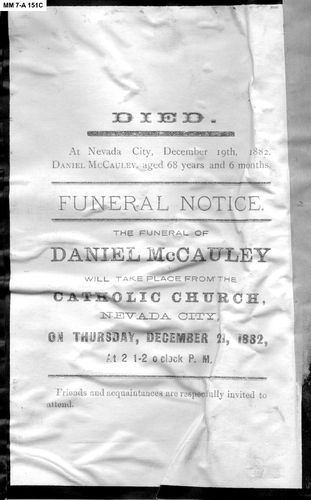 MM 7-A 151C
DIED.
At Nevada City, December 19th, 1882.
DANIEL MCCAULEY, aged 68 years and 6 months.
FUNERAL NOTICE.
THE FUNERAL OF
DANIEL McCAULEY
WILL TAKE PLACE FROM THE
CATHOLIC CHURCH,
NEVADA CITY,
ON THURSDAY, DECEMBER 21, 1882,
At 2 1-2 o'clock P. M.
Friends and acquaintances are respectfully invited to
attend.